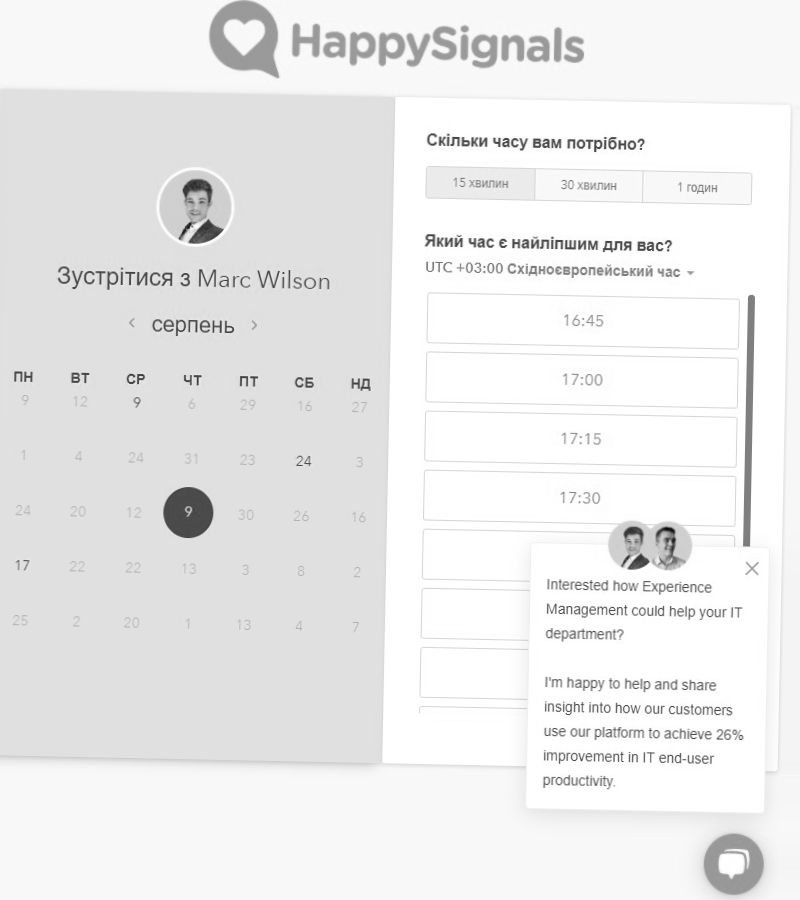 HappySignals
Зустрітися з Marc Wilson
серпень
ПН ВТ СР ЧТ ПТ СБ НД
9 12 9 6 29 16 27
1 4 24 31 23 24 3
24 20 12 9 30 26 16
17 22 22 13 3 8 2
25 2 20 1 13 4 7
Скільки часу вам потрібно?
15 хвилин 30 хвилин 1 годин
Який час є найліпшим для вас?
UTC +03:00 Східноєвропейський час
16:45
17:00
17:15
17:30
Interested how Experience
Management could help your IT
department?
I'm happy to help and share
insight into how our customers
use our platform to achieve 26%
improvement in IT end-user
productivity.